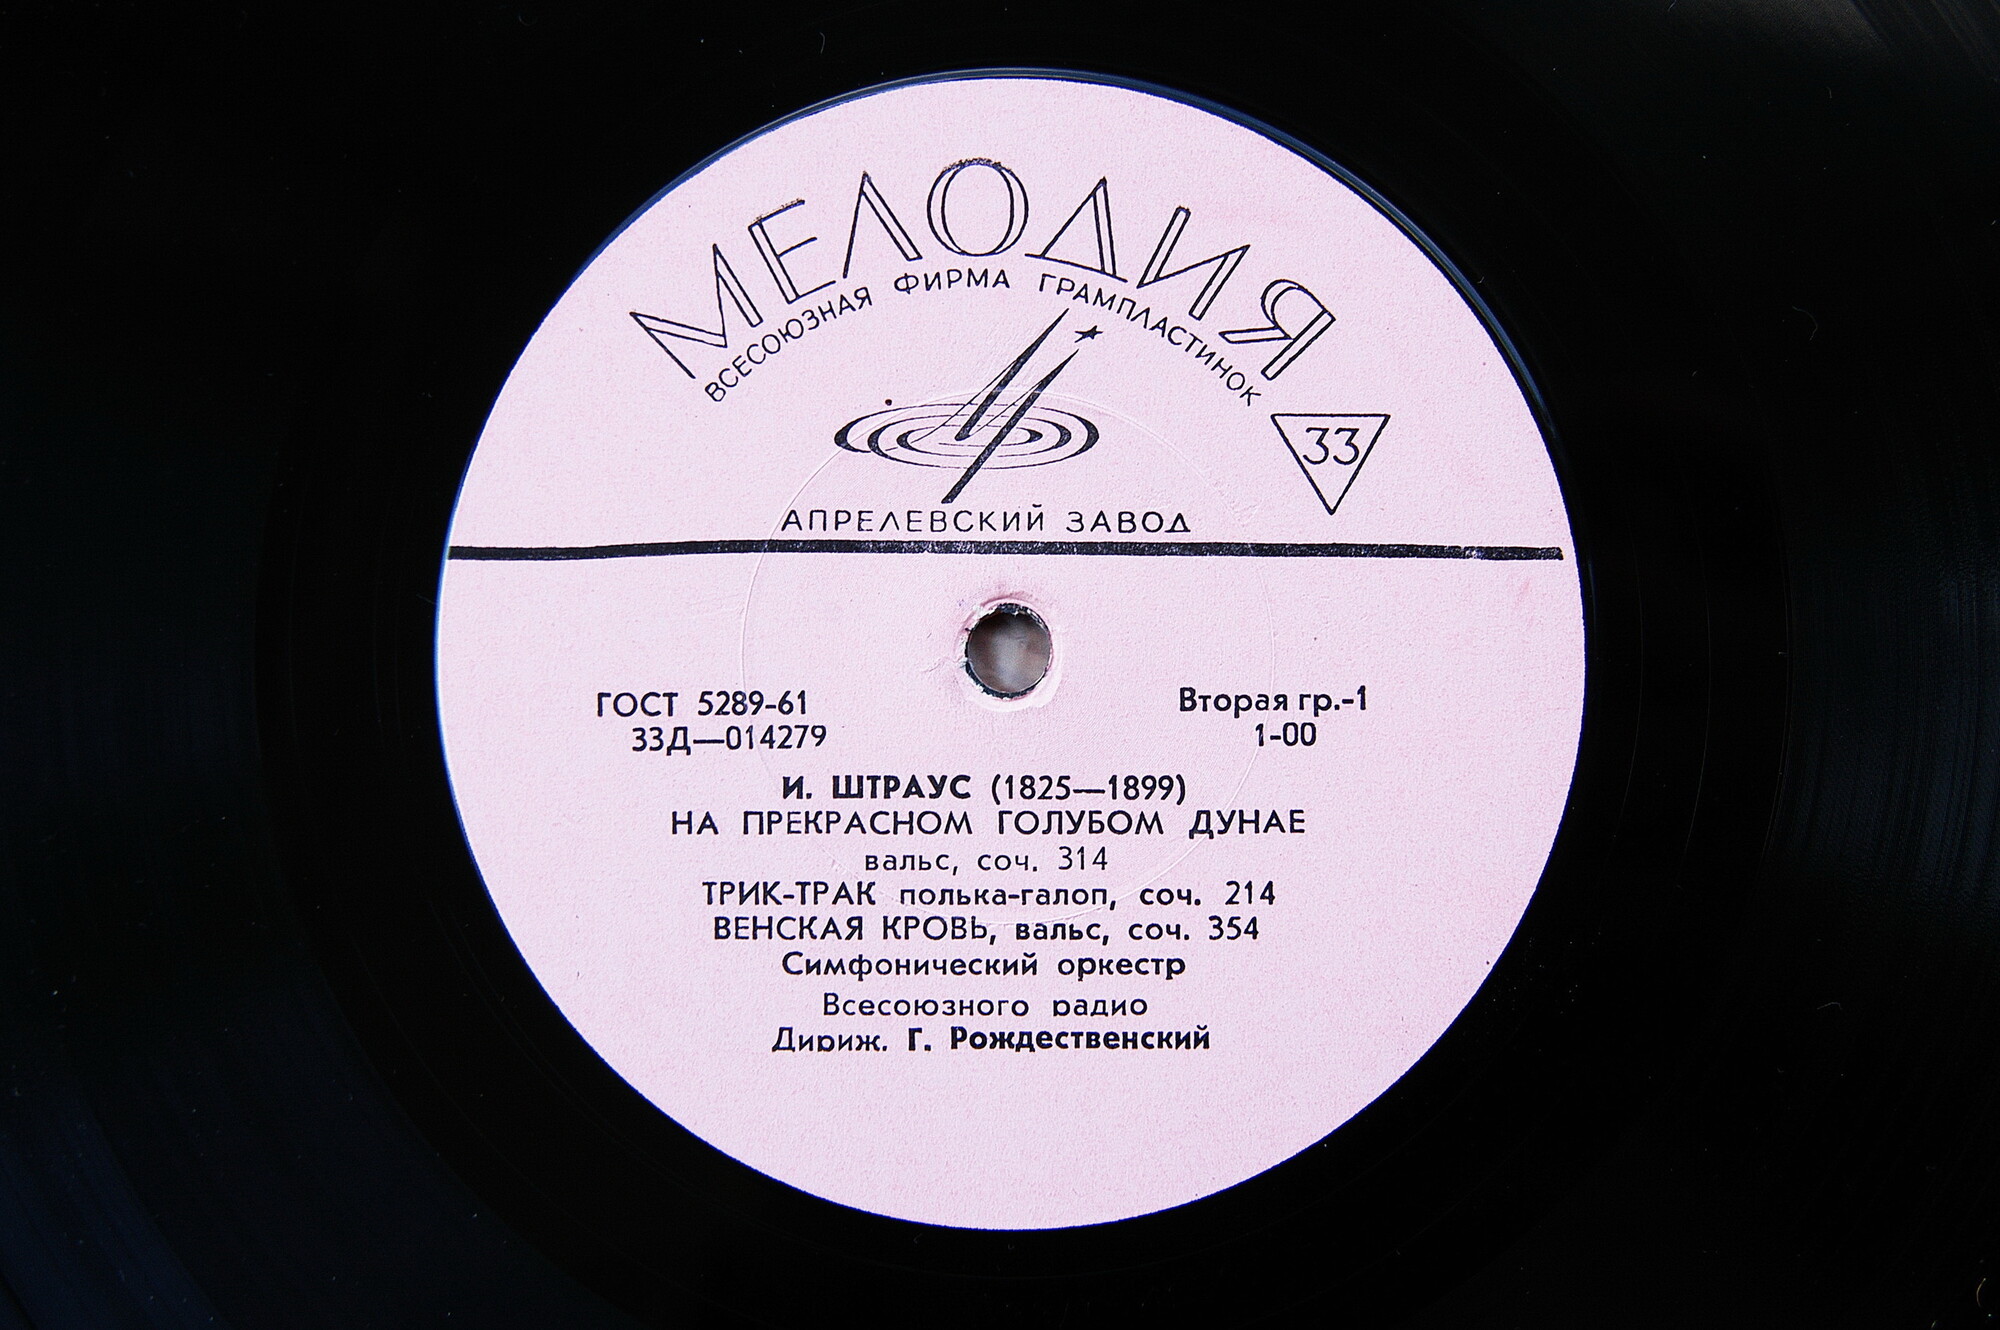 МЕЛОДИЯ
ВСЕСОЮЗНАЯ ФИРМА ГРАМПЛАСТИНОК
33
АПРЕЛЕВСКИЙ ЗАВОД
ГОСТ 5289-61
Вторая гр.-1
33Д—014279
1-00
И. ШТРАУС (1825—1899)
НА ПРЕКРАСНОМ ГОЛУБОМ ДУНАЕ
вальс, соч. 314
ТРИК-ТРАК полька-галоп, соч. 214
ВЕНСКАЯ КРОВЬ, вальс, соч. 354
Симфонический оркестр
Всесоюзного радио
Дириж. Г. Рождественский